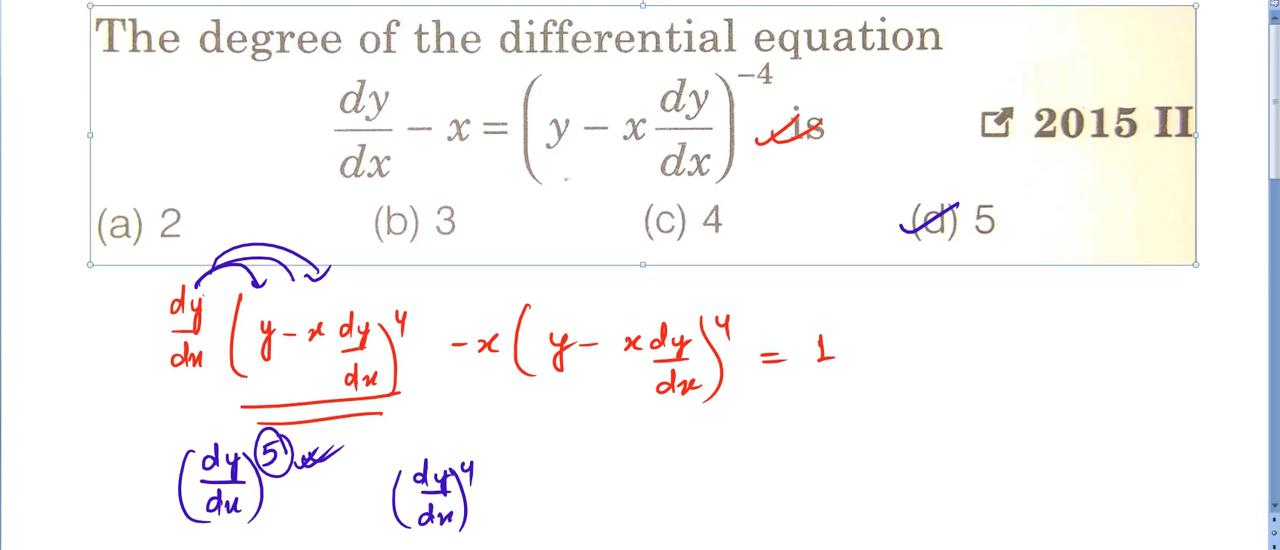 The degree of the differential equation
dy/dx − x = (y − x dy/dx)^−4 is
2015 II
(a) 2 (b) 3 (c) 4 (d) 5
dy/dx (y − x dy/dx)^4 − x (y − x dy/dx)^4 = 1
(dy/dx)^5 (dy/dx)^4